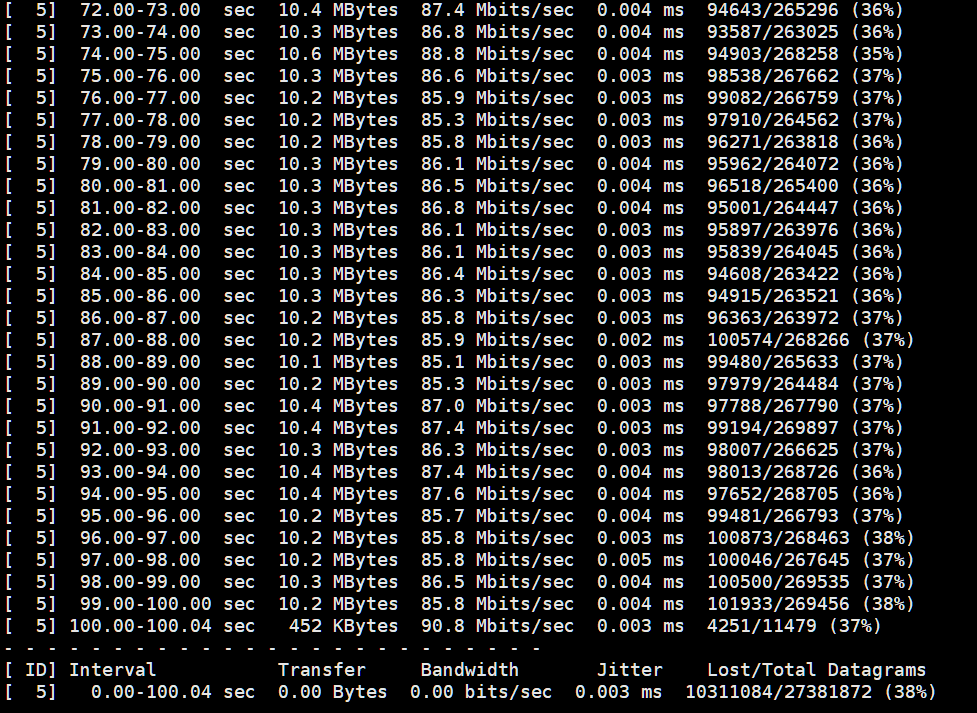 [  5]  72.00-73.00  sec  10.4 MBytes  87.4 Mbits/sec  0.004 ms  94643/265296 (36%)
[  5]  73.00-74.00  sec  10.3 MBytes  86.8 Mbits/sec  0.004 ms  93587/263025 (36%)
[  5]  74.00-75.00  sec  10.6 MBytes  88.8 Mbits/sec  0.004 ms  94903/268258 (35%)
[  5]  75.00-76.00  sec  10.3 MBytes  86.6 Mbits/sec  0.003 ms  98538/267662 (37%)
[  5]  76.00-77.00  sec  10.2 MBytes  85.9 Mbits/sec  0.003 ms  99082/266759 (37%)
[  5]  77.00-78.00  sec  10.2 MBytes  85.3 Mbits/sec  0.003 ms  97910/264562 (37%)
[  5]  78.00-79.00  sec  10.2 MBytes  85.8 Mbits/sec  0.003 ms  96271/263818 (36%)
[  5]  79.00-80.00  sec  10.3 MBytes  86.1 Mbits/sec  0.004 ms  95962/264072 (36%)
[  5]  80.00-81.00  sec  10.3 MBytes  86.5 Mbits/sec  0.004 ms  96518/265400 (36%)
[  5]  81.00-82.00  sec  10.3 MBytes  86.8 Mbits/sec  0.004 ms  95001/264447 (36%)
[  5]  82.00-83.00  sec  10.3 MBytes  86.1 Mbits/sec  0.003 ms  95897/263976 (36%)
[  5]  83.00-84.00  sec  10.3 MBytes  86.1 Mbits/sec  0.003 ms  95839/264045 (36%)
[  5]  84.00-85.00  sec  10.3 MBytes  86.4 Mbits/sec  0.003 ms  94608/263422 (36%)
[  5]  85.00-86.00  sec  10.3 MBytes  86.3 Mbits/sec  0.003 ms  94915/263521 (36%)
[  5]  86.00-87.00  sec  10.2 MBytes  85.8 Mbits/sec  0.003 ms  96363/263972 (37%)
[  5]  87.00-88.00  sec  10.2 MBytes  85.9 Mbits/sec  0.002 ms  100574/268266 (37%)
[  5]  88.00-89.00  sec  10.1 MBytes  85.1 Mbits/sec  0.003 ms  99480/265633 (37%)
[  5]  89.00-90.00  sec  10.2 MBytes  85.3 Mbits/sec  0.003 ms  97979/264484 (37%)
[  5]  90.00-91.00  sec  10.4 MBytes  87.0 Mbits/sec  0.003 ms  97788/267790 (37%)
[  5]  91.00-92.00  sec  10.4 MBytes  87.4 Mbits/sec  0.003 ms  99194/269897 (37%)
[  5]  92.00-93.00  sec  10.3 MBytes  86.3 Mbits/sec  0.003 ms  98007/266625 (37%)
[  5]  93.00-94.00  sec  10.4 MBytes  87.4 Mbits/sec  0.004 ms  98013/268726 (36%)
[  5]  94.00-95.00  sec  10.4 MBytes  87.6 Mbits/sec  0.004 ms  97652/268705 (36%)
[  5]  95.00-96.00  sec  10.2 MBytes  85.7 Mbits/sec  0.004 ms  99481/266793 (37%)
[  5]  96.00-97.00  sec  10.2 MBytes  85.8 Mbits/sec  0.003 ms  100873/268463 (38%)
[  5]  97.00-98.00  sec  10.2 MBytes  85.8 Mbits/sec  0.005 ms  100046/267645 (37%)
[  5]  98.00-99.00  sec  10.3 MBytes  86.5 Mbits/sec  0.004 ms  100500/269535 (37%)
[  5]  99.00-100.00 sec  10.2 MBytes  85.8 Mbits/sec  0.004 ms  101933/269456 (38%)
[  5] 100.00-100.04 sec   452 KBytes  90.8 Mbits/sec  0.003 ms  4251/11479 (37%)
- - - - - - - - - - - - - - - - - - - - - - - - -
[ ID] Interval           Transfer     Bandwidth       Jitter    Lost/Total Datagrams
[  5]   0.00-100.04 sec  0.00 Bytes  0.00 bits/sec  0.003 ms  10311084/27381872 (38%)